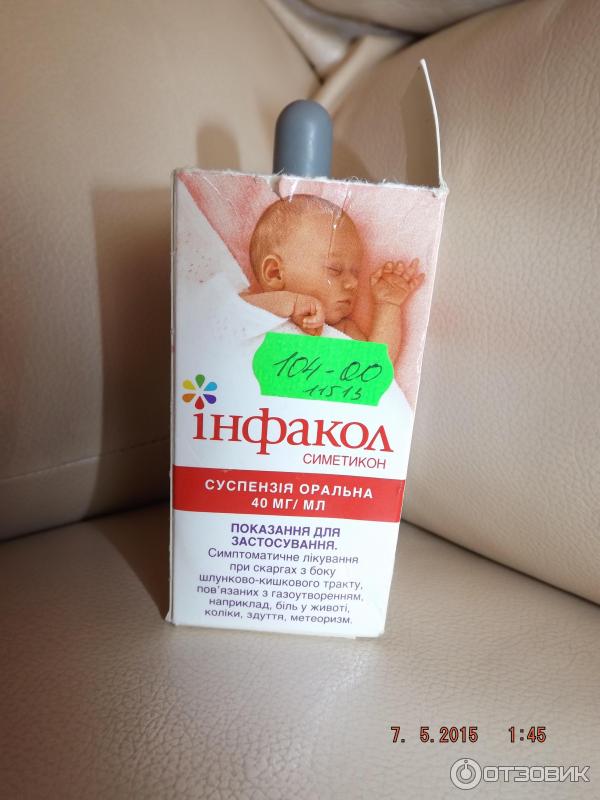 104-00
11513
інфакол
СИМЕТИКОН
СУСПЕНЗІЯ ОРАЛЬНА
40 МГ/ МЛ
ПОКАЗАННЯ ДЛЯ
ЗАСТОСУВАННЯ.
Симптоматичне лікування
при скаргах з боку
шлунково-кишкового тракту,
пов'язаних з газоутворенням,
наприклад, біль у животі,
коліки, здуття, метеоризм.
7. 5.2015 1:45
ОТЗОВИК